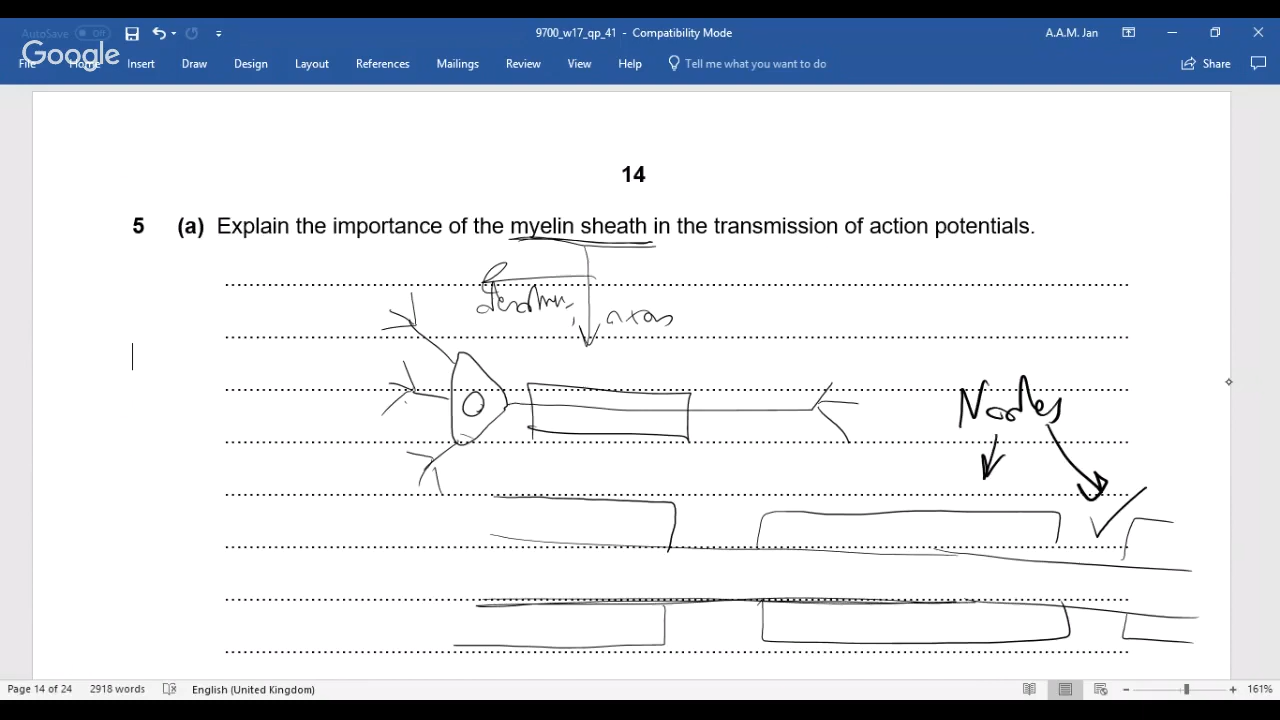 AutoSave Off 9700_w17_qp_41 - Compatibility Mode A.A.M. Jan
Google
File Home Insert Draw Design Layout References Mailings Review View Help Tell me what you want to do Share
14
5 (a) Explain the importance of the myelin sheath in the transmission of action potentials.
axon
Nodes
Page 14 of 24 2918 words English (United Kingdom) 161%